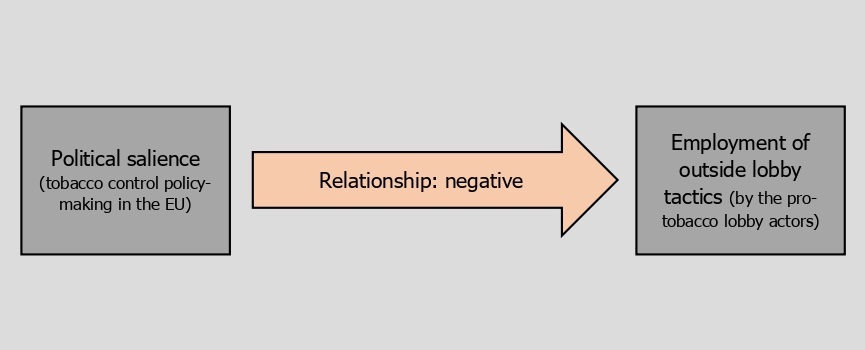 Political salience
(tobacco control policy-
making in the EU)
Relationship: negative
Employment of
outside lobby
tactics (by the pro-
tobacco lobby actors)